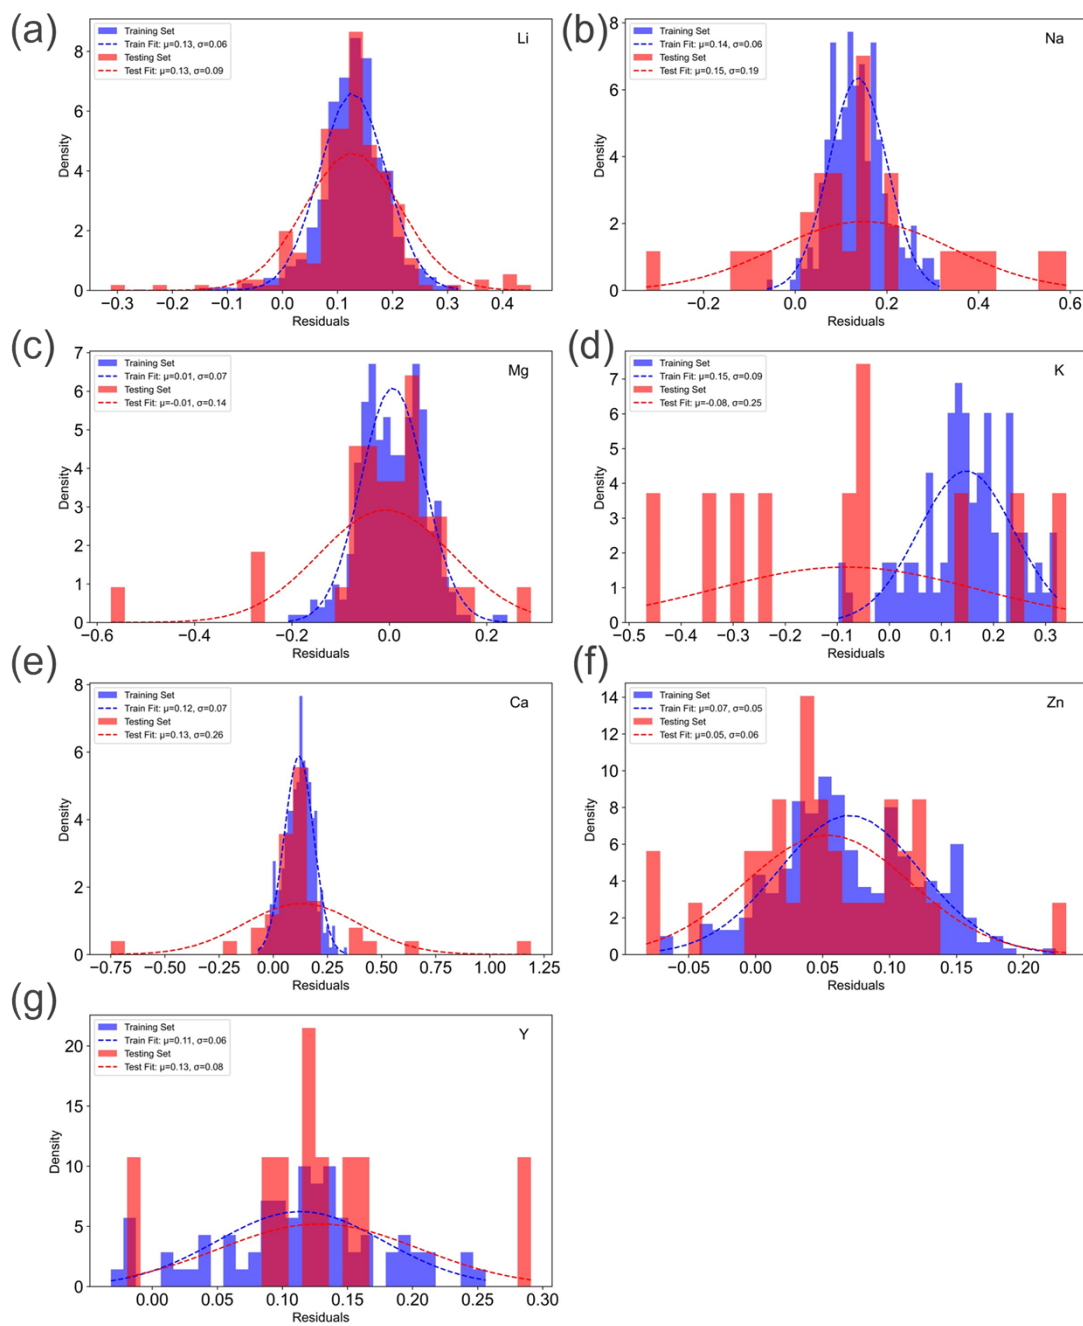 (a)
Training Set
Train Fit: μ=0.13, σ=0.06
Testing Set
Test Fit: μ=0.13, σ=0.09
Li
8
6
4
2
0
Density
−0.3 −0.2 −0.1 0.0 0.1 0.2 0.3 0.4
Residuals
(b)
Training Set
Train Fit: μ=0.14, σ=0.06
Testing Set
Test Fit: μ=0.15, σ=0.19
Na
8
6
4
2
0
Density
−0.2 0.0 0.2 0.4 0.6
Residuals
(c)
Training Set
Train Fit: μ=0.01, σ=0.07
Testing Set
Test Fit: μ=-0.01, σ=0.14
Mg
7
6
5
4
3
2
1
0
Density
−0.6 −0.4 −0.2 0.0 0.2
Residuals
(d)
Training Set
Train Fit: μ=0.15, σ=0.09
Testing Set
Test Fit: μ=-0.08, σ=0.25
K
7
6
5
4
3
2
1
0
Density
−0.5 −0.4 −0.3 −0.2 −0.1 0.0 0.1 0.2 0.3
Residuals
(e)
Training Set
Train Fit: μ=0.12, σ=0.07
Testing Set
Test Fit: μ=0.13, σ=0.26
Ca
8
6
4
2
0
Density
−0.75 −0.50 −0.25 0.00 0.25 0.50 0.75 1.00 1.25
Residuals
(f)
Training Set
Train Fit: μ=0.07, σ=0.05
Testing Set
Test Fit: μ=0.05, σ=0.06
Zn
14
12
10
8
6
4
2
0
Density
−0.05 0.00 0.05 0.10 0.15 0.20
Residuals
(g)
Training Set
Train Fit: μ=0.11, σ=0.06
Testing Set
Test Fit: μ=0.13, σ=0.08
Y
20
15
10
5
0
Density
0.00 0.05 0.10 0.15 0.20 0.25 0.30
Residuals